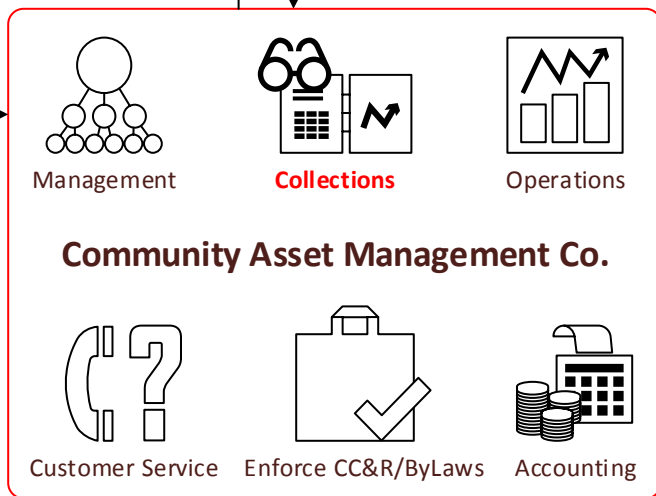 Management
Collections
Operations
Community Asset Management Co.
Customer Service
Enforce CC&R/ByLaws
Accounting